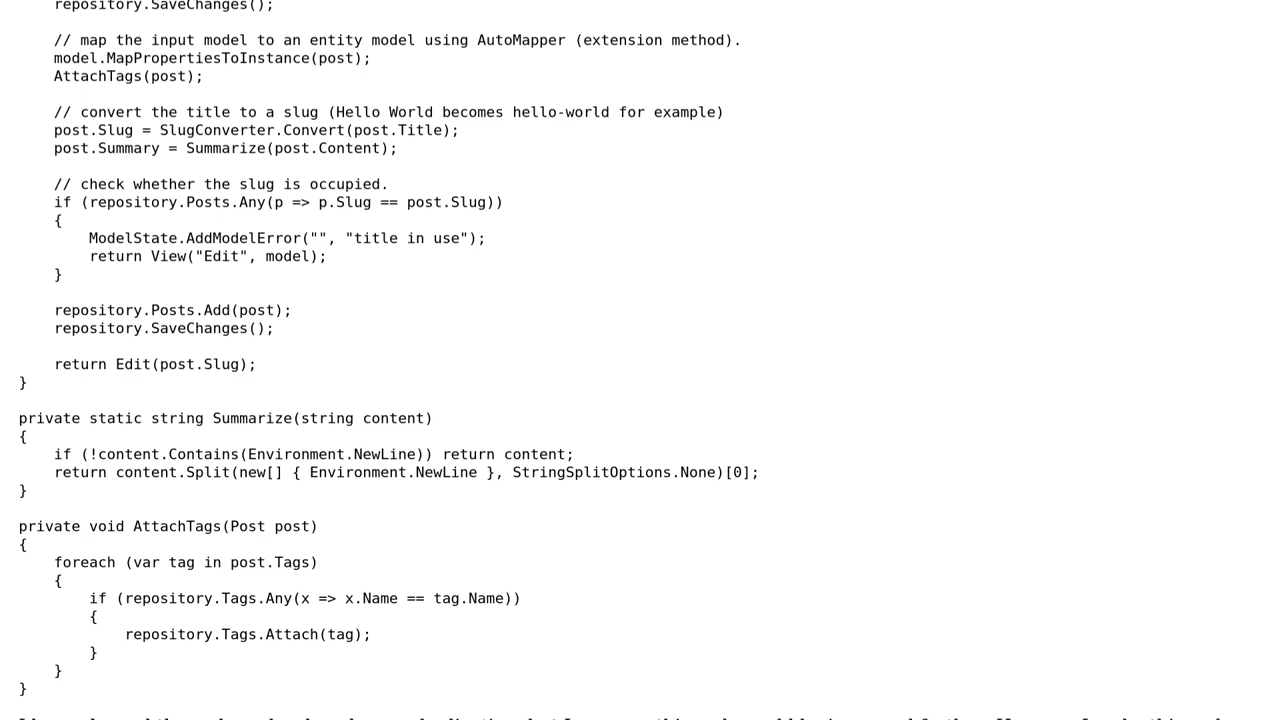 repository.SaveChanges();

    // map the input model to an entity model using AutoMapper (extension method).
    model.MapPropertiesToInstance(post);
    AttachTags(post);

    // convert the title to a slug (Hello World becomes hello-world for example)
    post.Slug = SlugConverter.Convert(post.Title);
    post.Summary = Summarize(post.Content);

    // check whether the slug is occupied.
    if (repository.Posts.Any(p => p.Slug == post.Slug))
    {
        ModelState.AddModelError("", "title in use");
        return View("Edit", model);
    }

    repository.Posts.Add(post);
    repository.SaveChanges();

    return Edit(post.Slug);
}

private static string Summarize(string content)
{
    if (!content.Contains(Environment.NewLine)) return content;
    return content.Split(new[] { Environment.NewLine }, StringSplitOptions.None)[0];
}

private void AttachTags(Post post)
{
    foreach (var tag in post.Tags)
    {
        if (repository.Tags.Any(x => x.Name == tag.Name))
        {
            repository.Tags.Attach(tag);
        }
    }
}